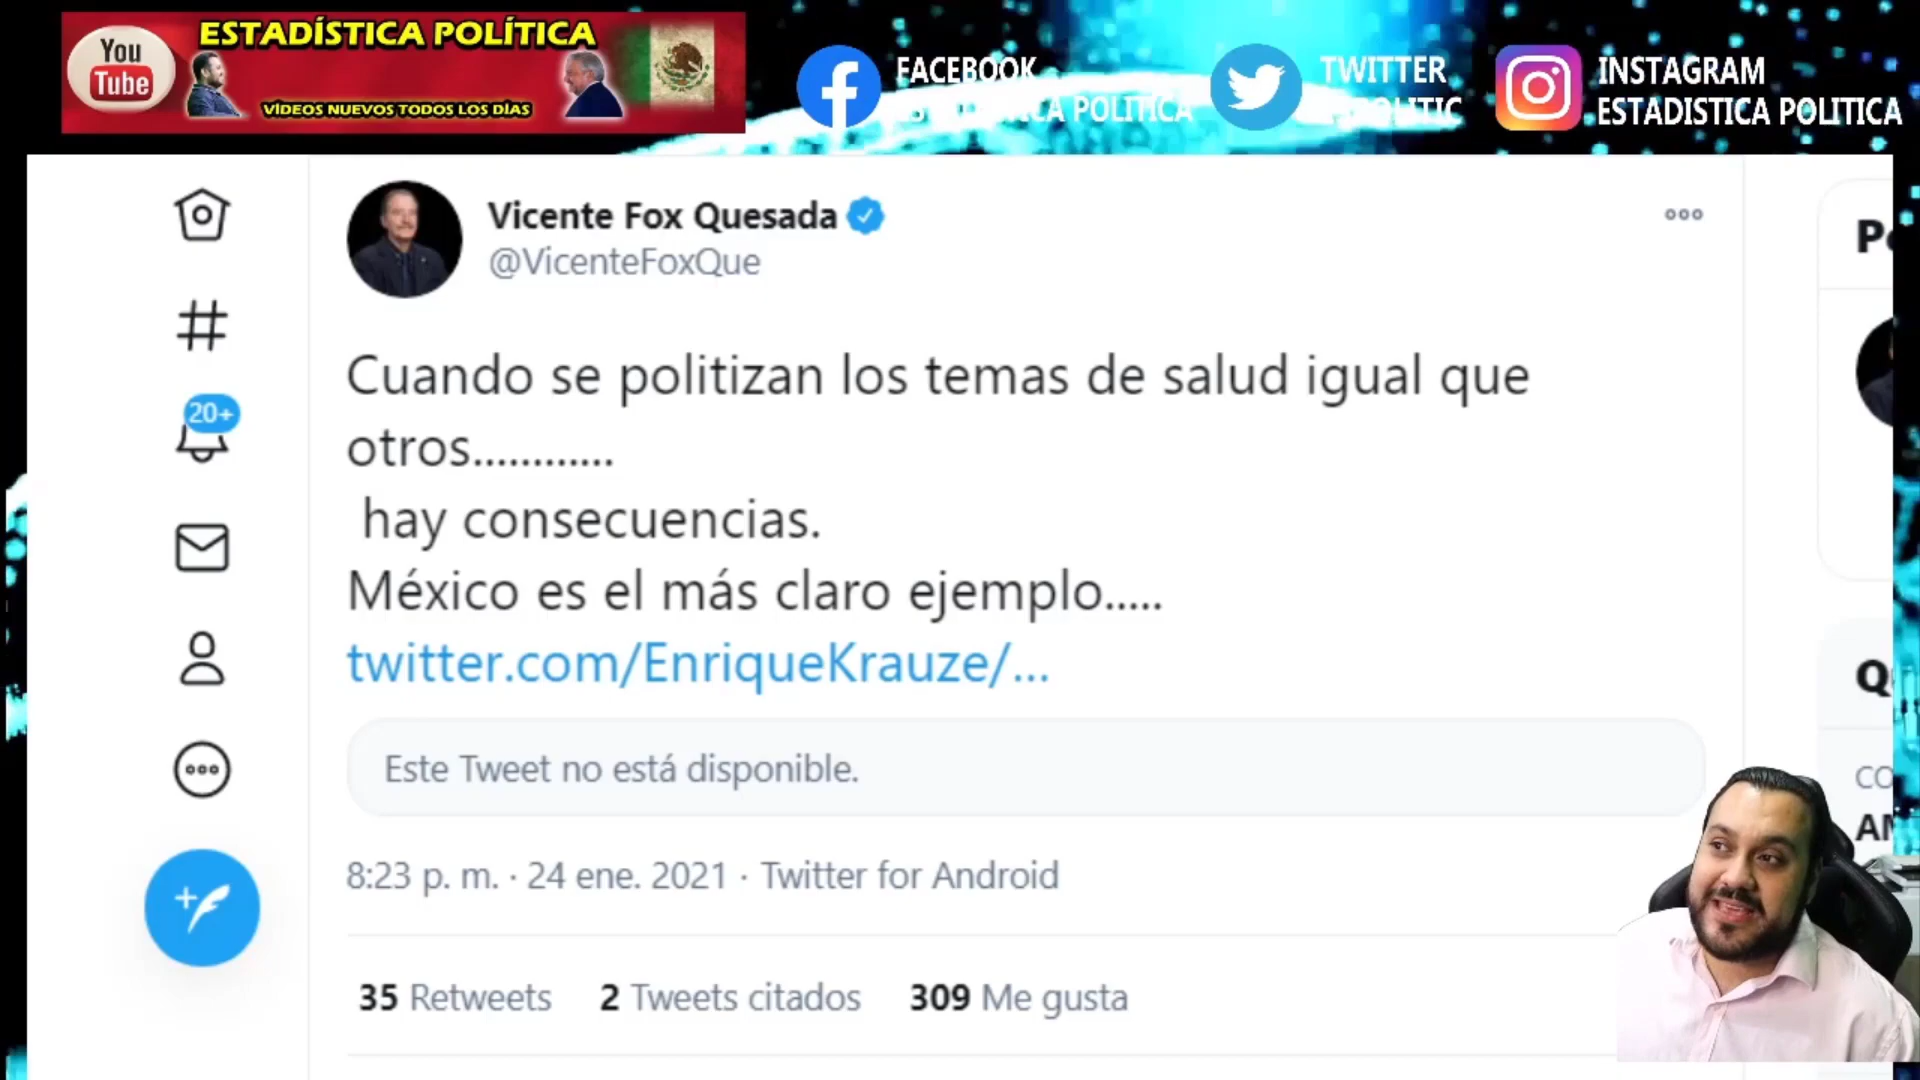 You
Tube
ESTADÍSTICA POLÍTICA
VÍDEOS NUEVOS TODOS LOS DÍAS
FACEBOOK
POLITICA
TWITTER
INSTAGRAM
ESTADISTICA POLITICA
Vicente Fox Quesada
@VicenteFoxQue
Cuando se politizan los temas de salud igual que
otros............
hay consecuencias.
México es el más claro ejemplo.....
twitter.com/EnriqueKrauze/...
Este Tweet no está disponible.
8:23 p. m. · 24 ene. 2021 · Twitter for Android
35 Retweets 2 Tweets citados 309 Me gusta
20+